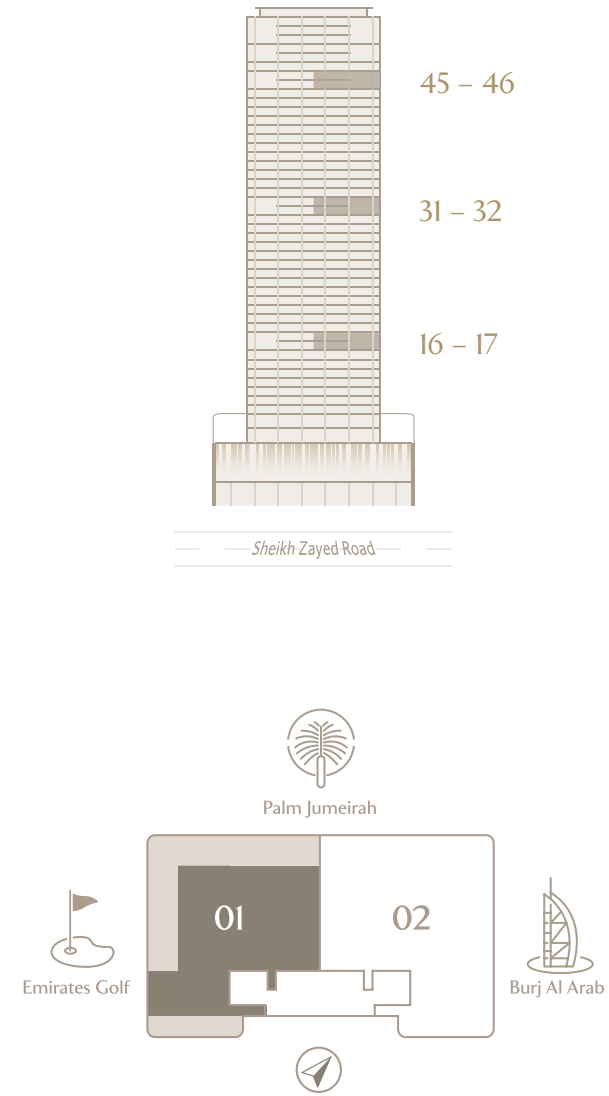 45 – 46
31 – 32
16 – 17
Sheikh Zayed Road
Palm Jumeirah
01
02
Emirates Golf
Burj Al Arab